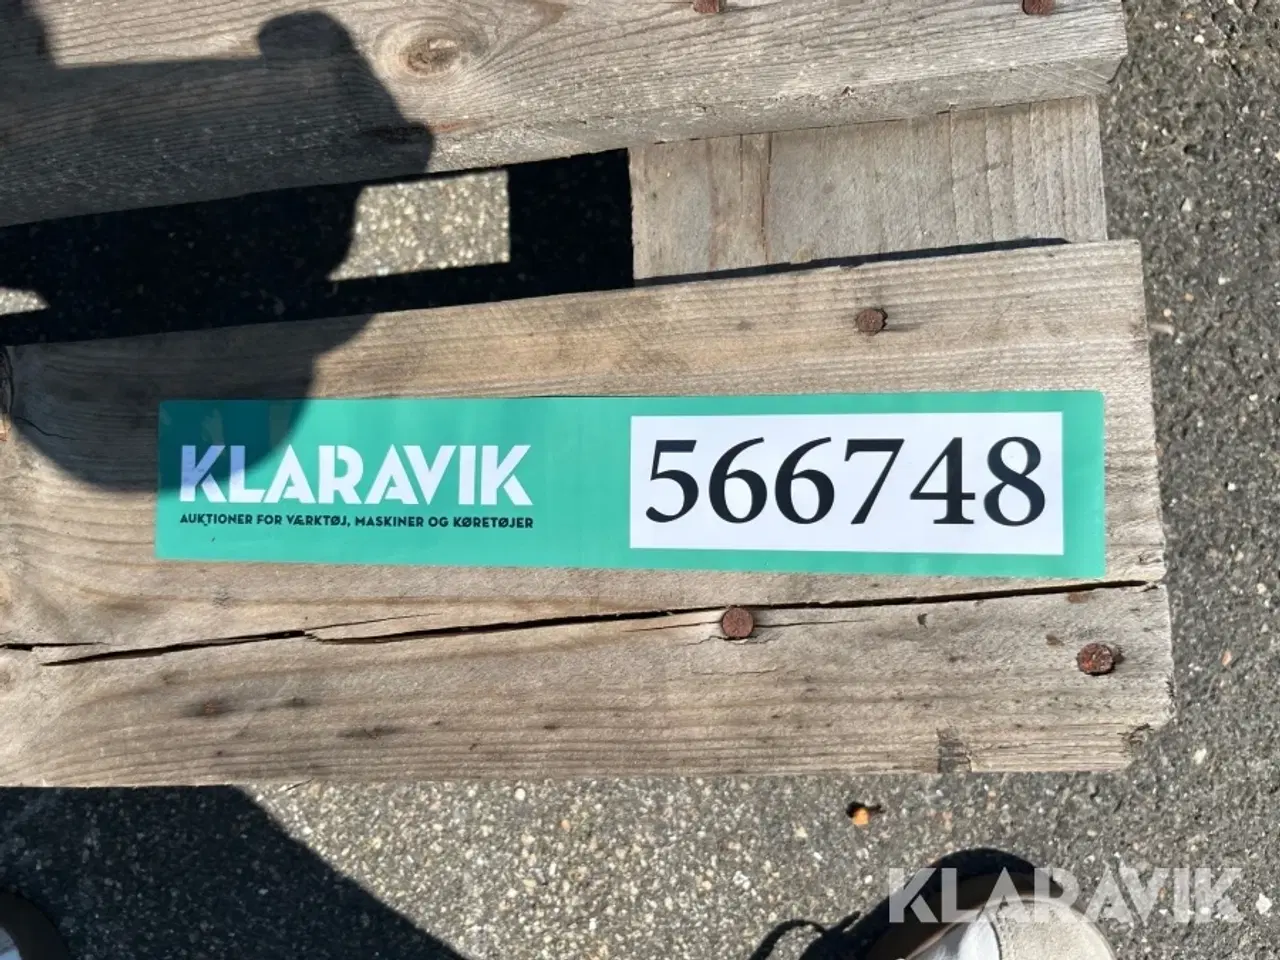 KLARAVIK
AUKTIONER FOR VÆRKTØJ, MASKINER OG KØRETØJER
566748
KLARAVIK